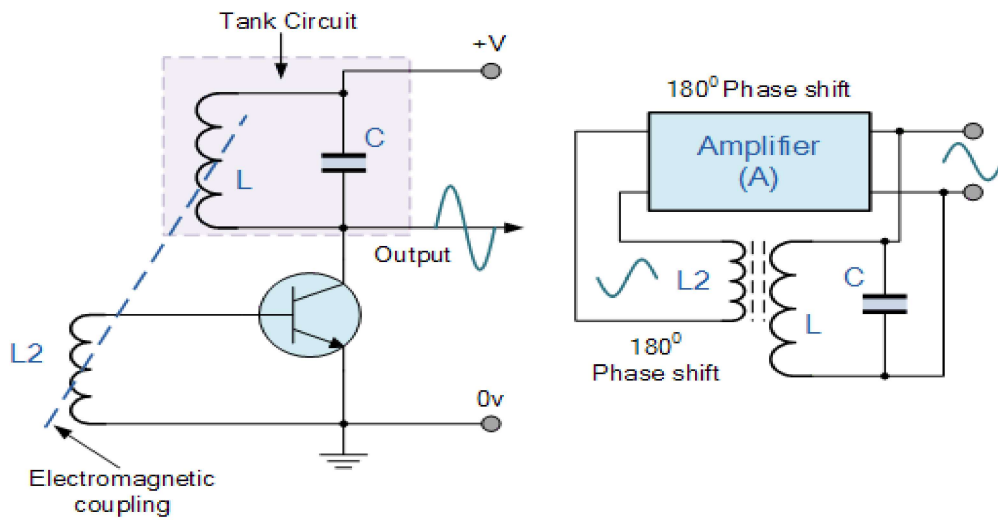 Tank Circuit
+V
C
L
Output
L2
0v
Electromagnetic
coupling
180⁰ Phase shift
Amplifier
(A)
L2
C
L
180⁰
Phase shift